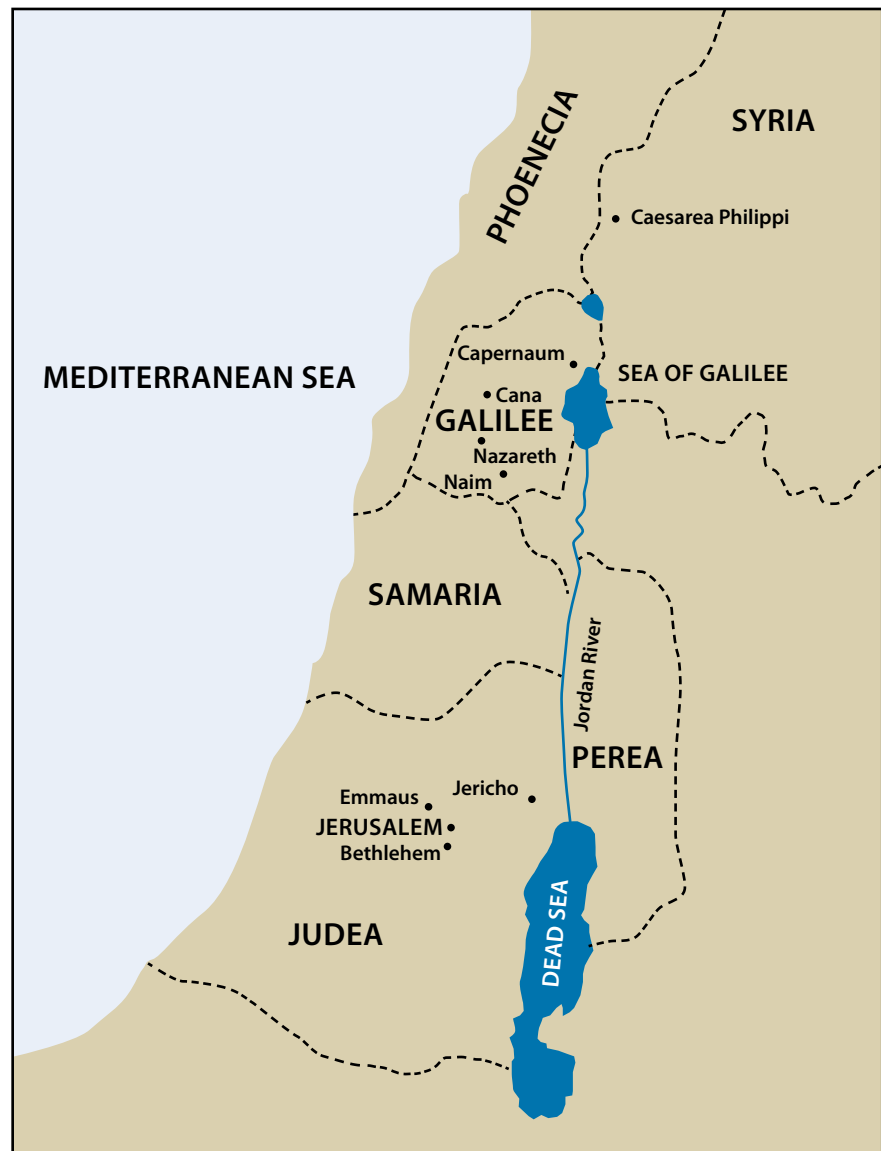 PHOENECIA
SYRIA
Caesarea Philippi
MEDITERRANEAN SEA
Capernaum
SEA OF GALILEE
Cana
GALILEE
Nazareth
Naim
SAMARIA
Jordan River
PEREA
Jericho
Emmaus
JERUSALEM
Bethlehem
JUDEA
DEAD SEA